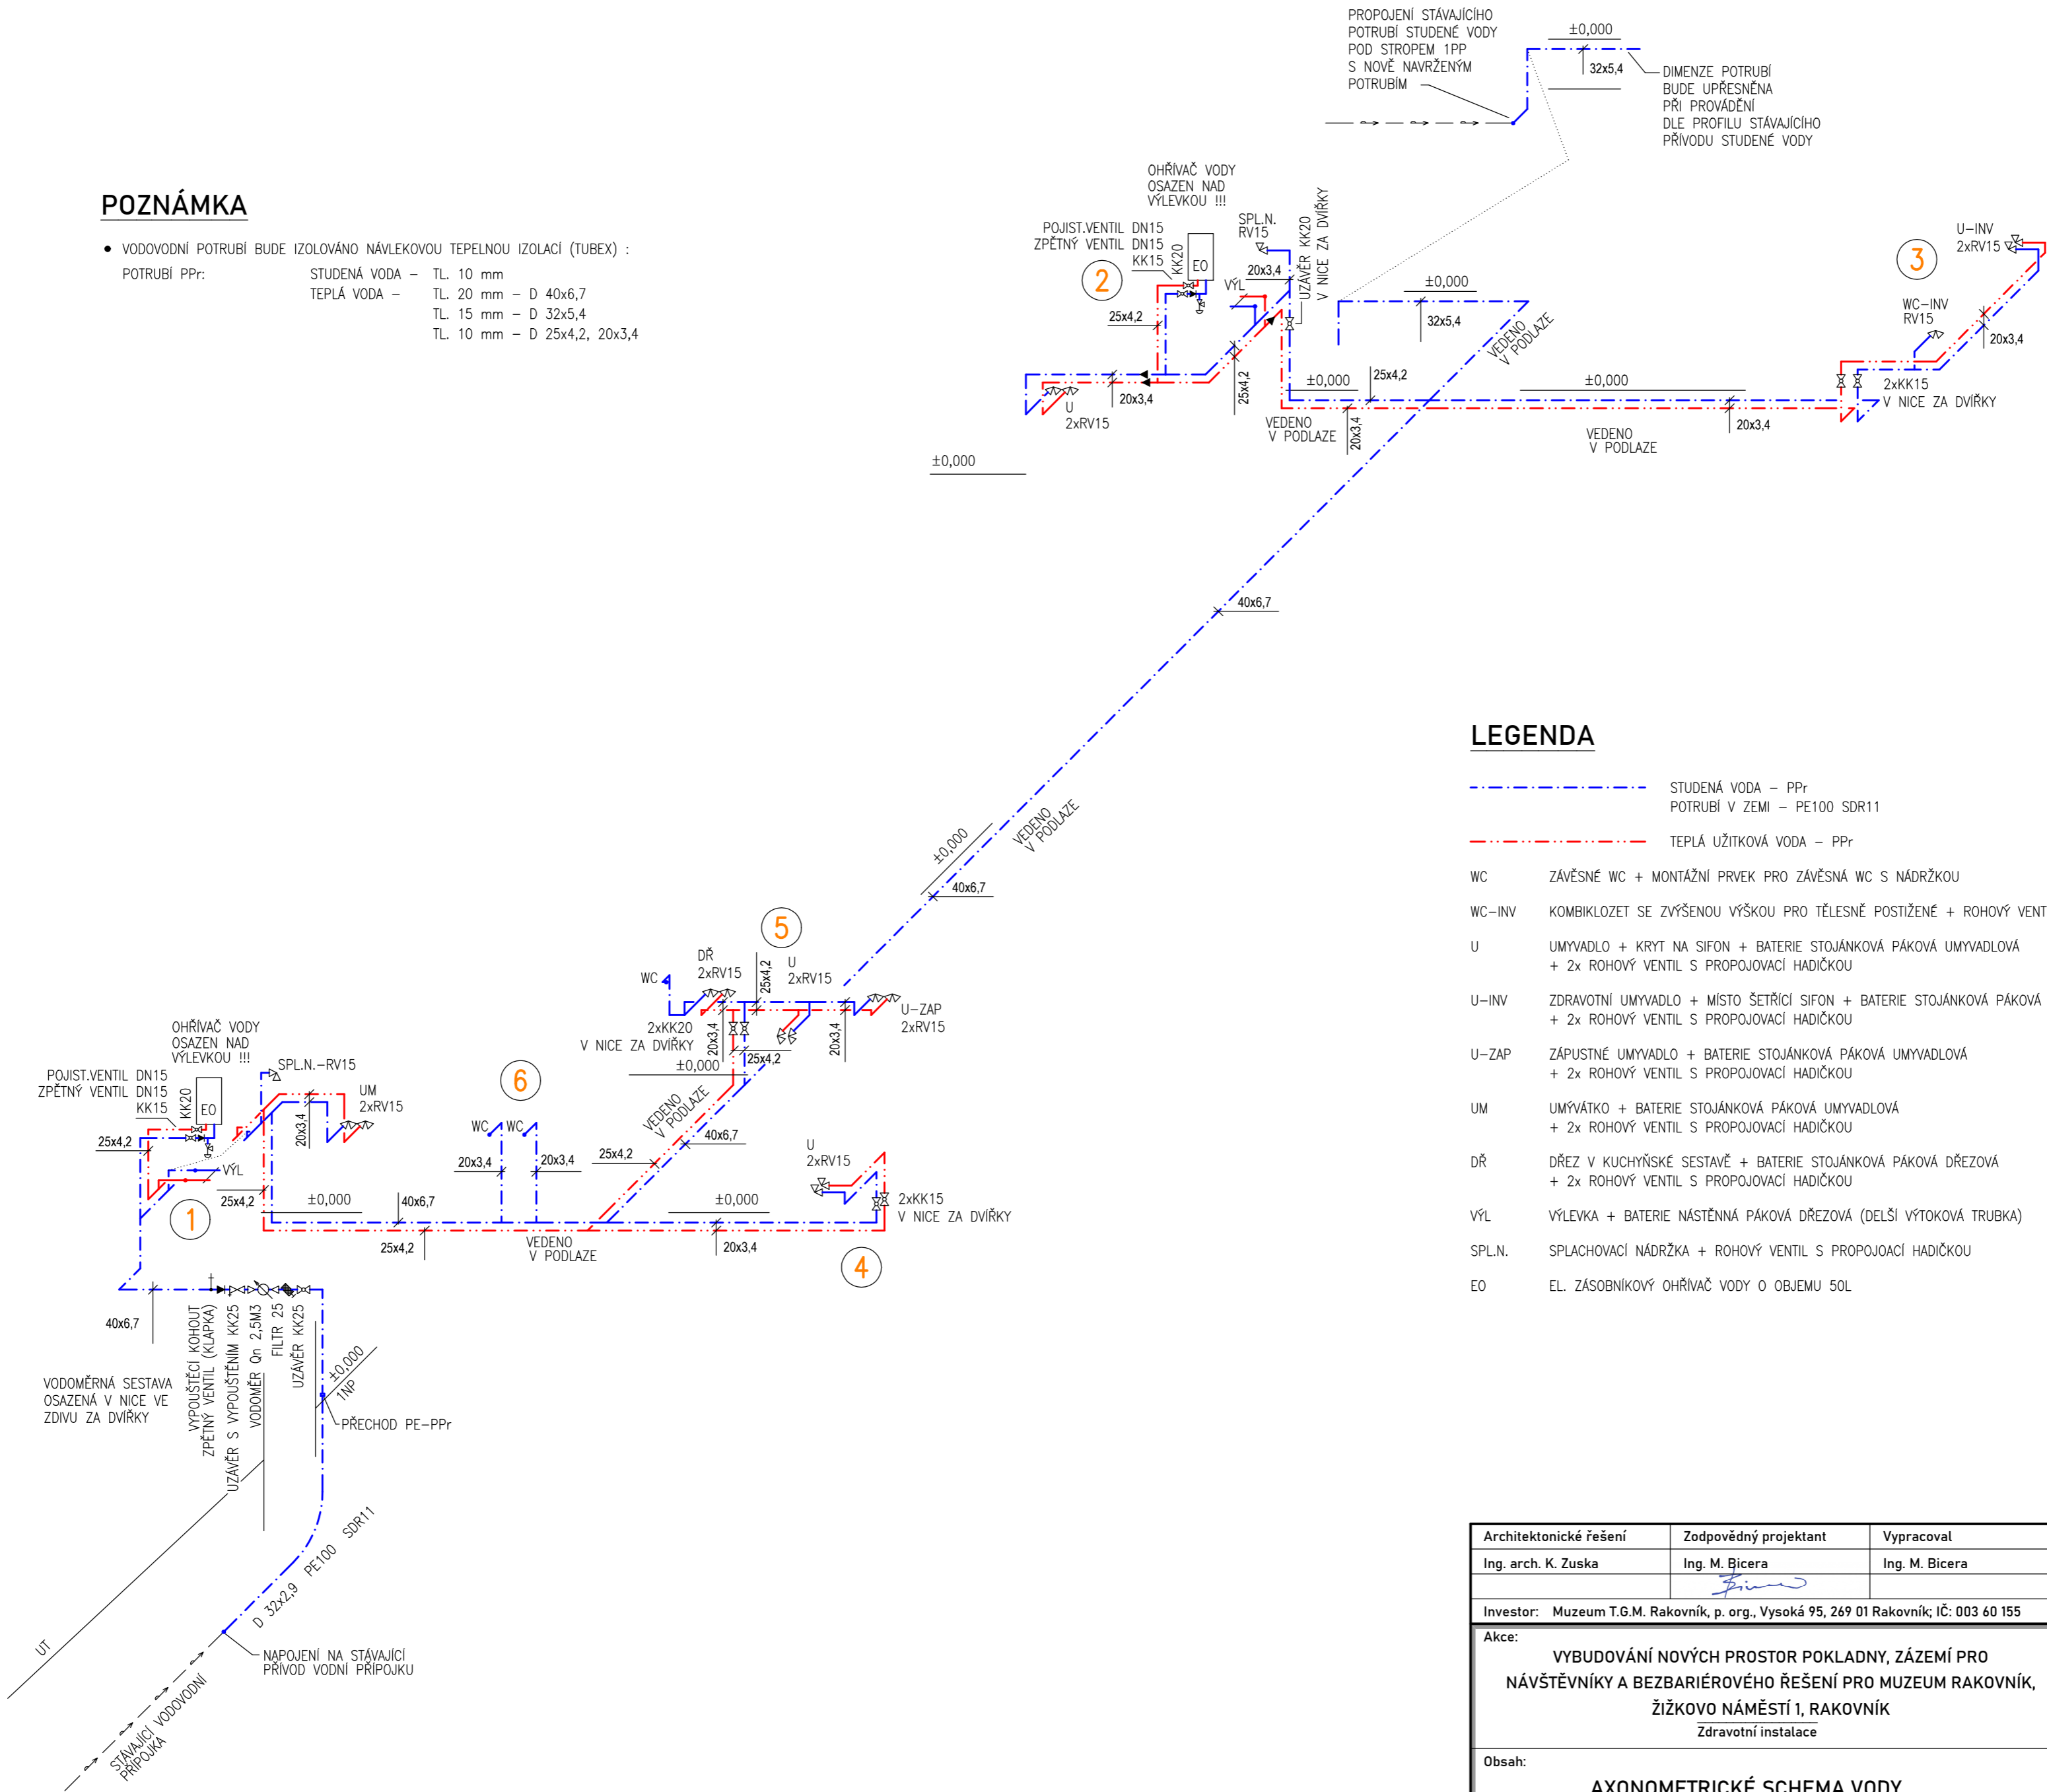 PROPOJENÍ STÁVAJÍCÍHO
POTRUBÍ STUDENÉ VODY
POD STROPEM 1PP
S NOVĚ NAVRŽENÝM
POTRUBÍM
±0,000
32x5,4
DIMENZE POTRUBÍ
BUDE UPŘESNĚNA
PŘI PROVÁDĚNÍ
DLE PROFILU STÁVAJÍCÍHO
PŘÍVODU STUDENÉ VODY
POZNÁMKA
• VODOVODNÍ POTRUBÍ BUDE IZOLOVÁNO NÁVLEKOVOU TEPELNOU IZOLACÍ (TUBEX) :
POTRUBÍ PPr: STUDENÁ VODA – TL. 10 mm
TEPLÁ VODA – TL. 20 mm – D 40x6,7
TL. 15 mm – D 32x5,4
TL. 10 mm – D 25x4,2, 20x3,4
OHŘÍVAČ VODY
OSAZEN NAD
VÝLEVKOU !!!
POJIST.VENTIL DN15
ZPĚTNÝ VENTIL DN15
KK15
KK20
EO
SPL.N.
RV15
UZÁVĚR KK20
V NICE ZA DVÍŘKY
2
20x3,4
VÝL
25x4,2
20x3,4
U
2xRV15
25x4,2
±0,000
±0,000
32x5,4
VEDENO
V PODLAZE
±0,000
25x4,2
VEDENO
V PODLAZE
20x3,4
±0,000
VEDENO
V PODLAZE
20x3,4
3
U-INV
2xRV15
WC-INV
RV15
20x3,4
2xKK15
V NICE ZA DVÍŘKY
40x6,7
±0,000
VEDENO
V PODLAZE
40x6,7
LEGENDA
STUDENÁ VODA – PPr
POTRUBÍ V ZEMI – PE100 SDR11
TEPLÁ UŽITKOVÁ VODA – PPr
WC ZÁVĚSNÉ WC + MONTÁŽNÍ PRVEK PRO ZÁVĚSNÁ WC S NÁDRŽKOU
WC-INV KOMBIKLOZET SE ZVÝŠENOU VÝŠKOU PRO TĚLESNĚ POSTIŽENÉ + ROHOVÝ VENT
U UMYVADLO + KRYT NA SIFON + BATERIE STOJÁNKOVÁ PÁKOVÁ UMYVADLOVÁ
+ 2x ROHOVÝ VENTIL S PROPOJOVACÍ HADIČKOU
U-INV ZDRAVOTNÍ UMYVADLO + MÍSTO ŠETŘÍCÍ SIFON + BATERIE STOJÁNKOVÁ PÁKOVÁ
+ 2x ROHOVÝ VENTIL S PROPOJOVACÍ HADIČKOU
U-ZAP ZÁPUSTNÉ UMYVADLO + BATERIE STOJÁNKOVÁ PÁKOVÁ UMYVADLOVÁ
+ 2x ROHOVÝ VENTIL S PROPOJOVACÍ HADIČKOU
UM UMÝVÁTKO + BATERIE STOJÁNKOVÁ PÁKOVÁ UMYVADLOVÁ
+ 2x ROHOVÝ VENTIL S PROPOJOVACÍ HADIČKOU
DŘ DŘEZ V KUCHYŇSKÉ SESTAVĚ + BATERIE STOJÁNKOVÁ PÁKOVÁ DŘEZOVÁ
+ 2x ROHOVÝ VENTIL S PROPOJOVACÍ HADIČKOU
VÝL VÝLEVKA + BATERIE NÁSTĚNNÁ PÁKOVÁ DŘEZOVÁ (DELŠÍ VÝTOKOVÁ TRUBKA)
SPL.N. SPLACHOVACÍ NÁDRŽKA + ROHOVÝ VENTIL S PROPOJOACÍ HADIČKOU
EO EL. ZÁSOBNÍKOVÝ OHŘÍVAČ VODY O OBJEMU 50L
5
WC
DŘ
2xRV15
25x4,2
U
2xRV15
U-ZAP
2xRV15
2xKK20
V NICE ZA DVÍŘKY
20x3,4
25x4,2
20x3,4
±0,000
VEDENO
V PODLAZE
40x6,7
25x4,2
6
WC
WC
20x3,4
20x3,4
OHŘÍVAČ VODY
OSAZEN NAD
VÝLEVKOU !!!
POJIST.VENTIL DN15
ZPĚTNÝ VENTIL DN15
KK15
KK20
EO
SPL.N.-RV15
UM
2xRV15
20x3,4
25x4,2
VÝL
25x4,2
1
±0,000
40x6,7
25x4,2
VEDENO
V PODLAZE
±0,000
20x3,4
U
2xRV15
2xKK15
V NICE ZA DVÍŘKY
4
40x6,7
VODOMĚRNÁ SESTAVA
OSAZENÁ V NICE VE
ZDIVU ZA DVÍŘKY
VYPOUŠTĚCÍ KOHOUT
ZPĚTNÝ VENTIL (KLAPKA)
UZÁVĚR S VYPOUŠTĚNÍM KK25
VODOMĚR Qn 2,5M3
FILTR 25
UZÁVĚR KK25
±0,000
1NP
PŘECHOD PE-PPr
D 32x2,9 PE100 SDR11
UT
NAPOJENÍ NA STÁVAJÍCÍ
PŘÍVOD VODNÍ PŘÍPOJKU
STÁVAJÍCÍ VODOVODNÍ
PŘÍPOJKA
Architektonické řešení Zodpovědný projektant Vypracoval
Ing. arch. K. Zuska Ing. M. Bicera Ing. M. Bicera
Investor: Muzeum T.G.M. Rakovník, p. org., Vysoká 95, 269 01 Rakovník; IČ: 003 60 155
Akce:
VYBUDOVÁNÍ NOVÝCH PROSTOR POKLADNY, ZÁZEMÍ PRO
NÁVŠTĚVNÍKY A BEZBARIÉROVÉHO ŘEŠENÍ PRO MUZEUM RAKOVNÍK,
ŽIŽKOVO NÁMĚSTÍ 1, RAKOVNÍK
Zdravotní instalace
Obsah:
AXONOMETRICKÉ SCHEMA VODY